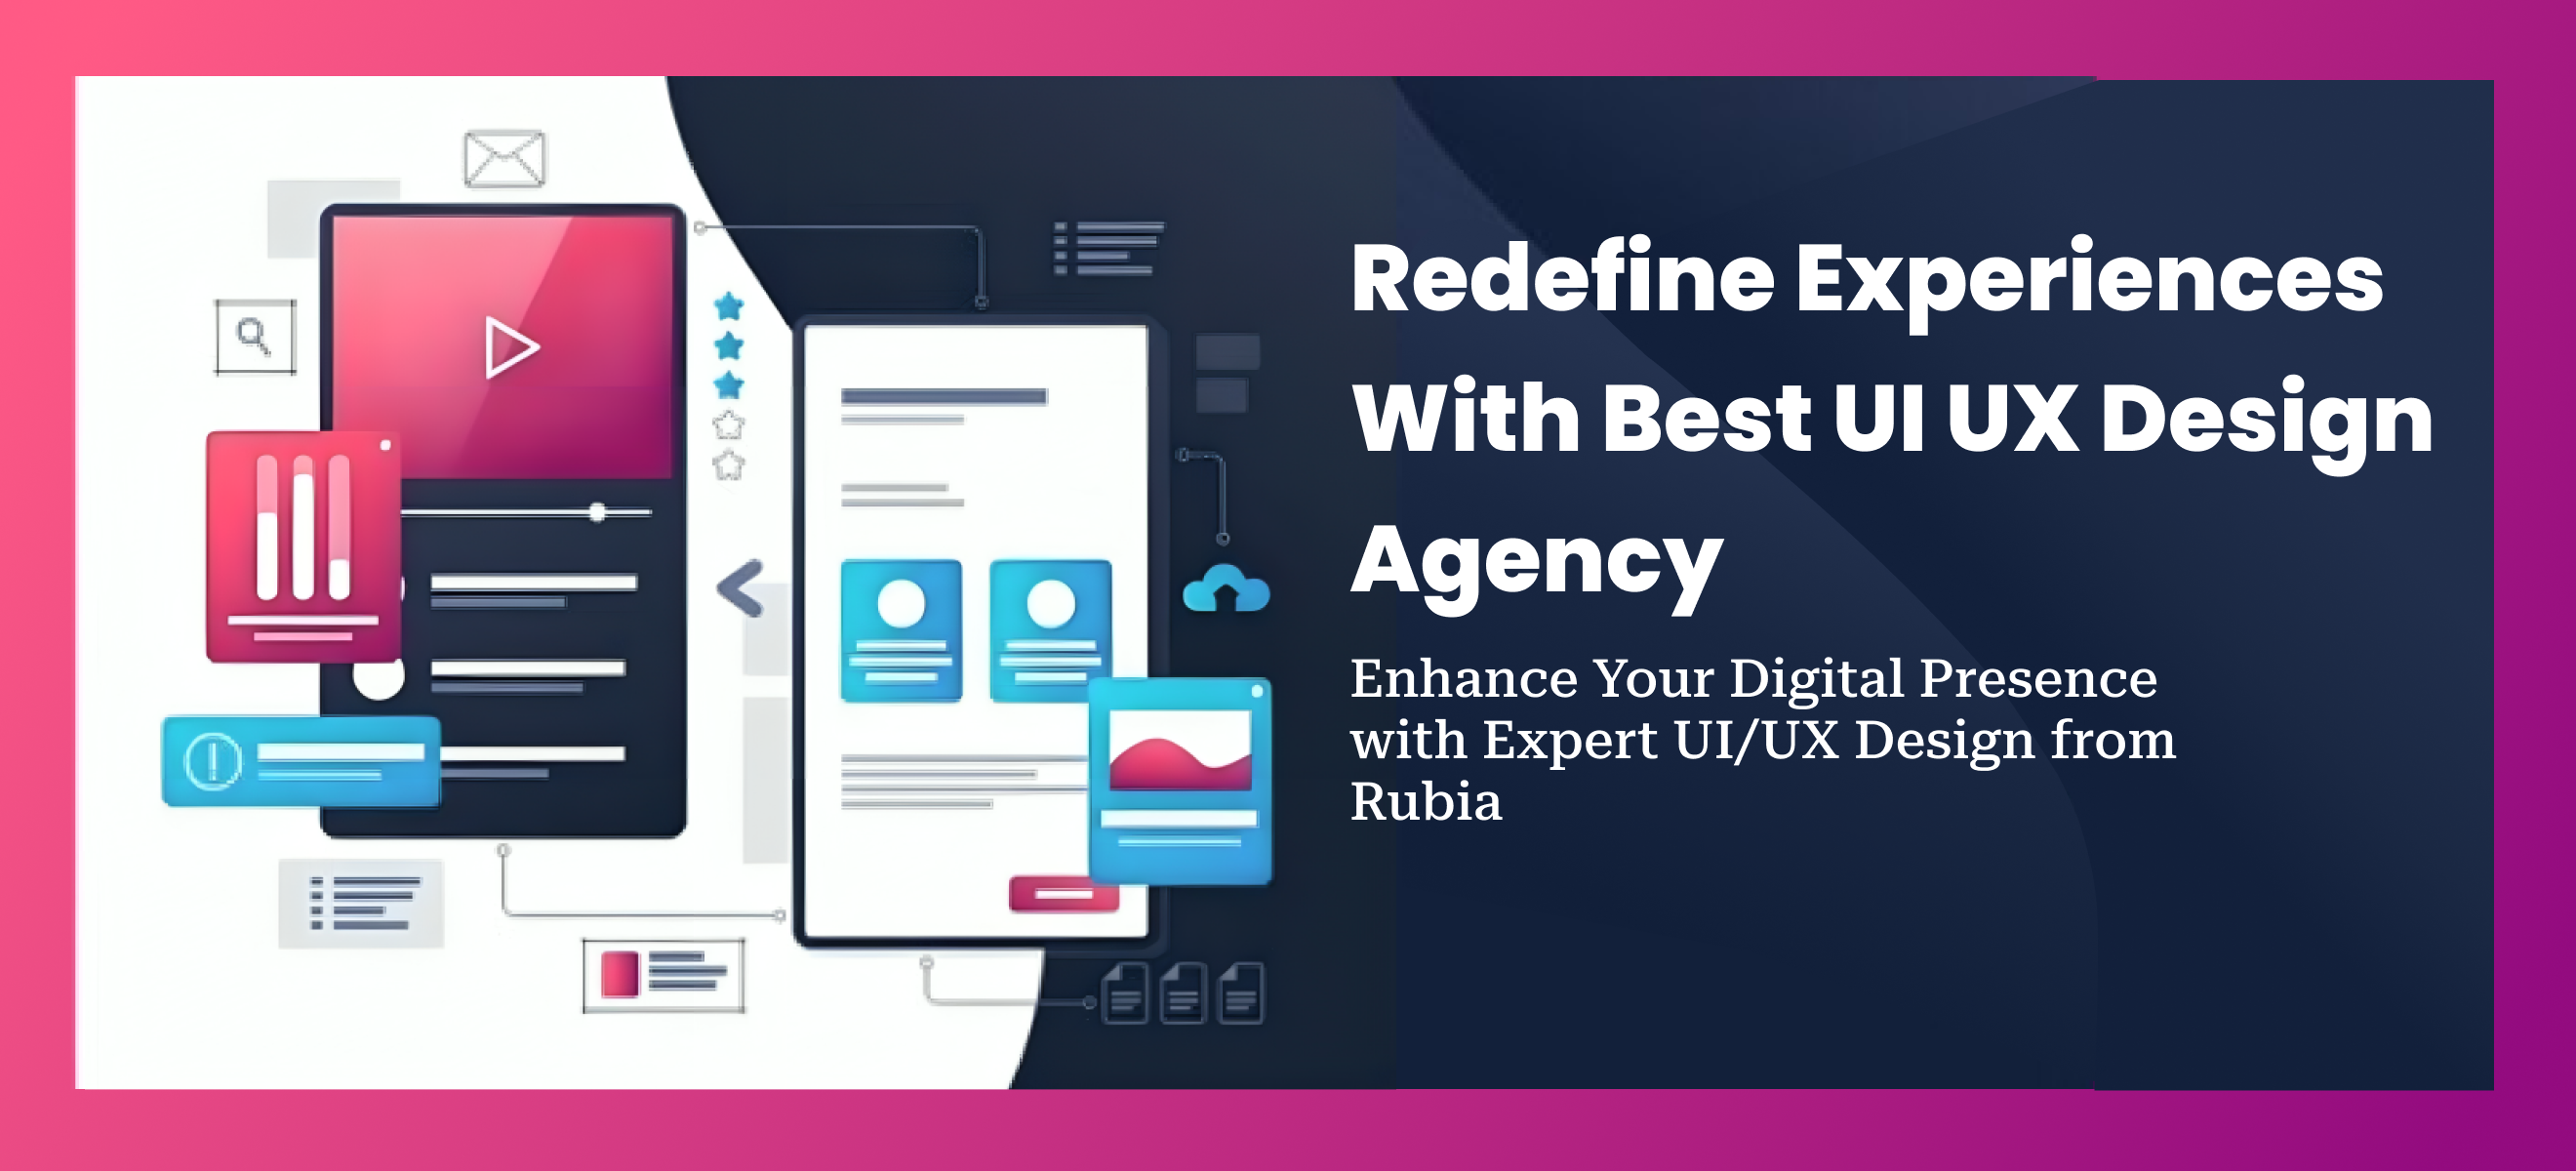 Redefine Experiences
With Best UI UX Design
Agency
Enhance Your Digital Presence
with Expert UI/UX Design from
Rubia